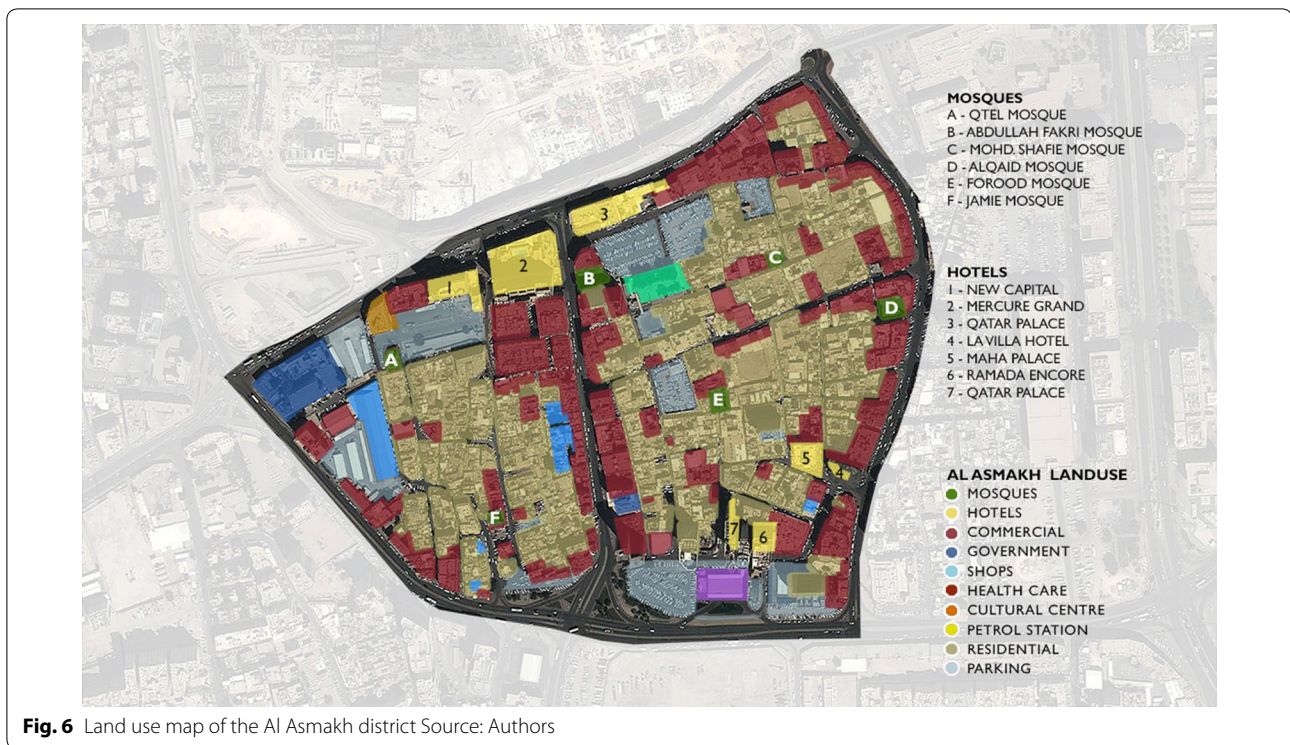 MOSQUES
A - QTEL MOSQUE
B - ABDULLAH FAKRI MOSQUE
C - MOHD. SHAFIE MOSQUE
D - ALQAID MOSQUE
E - FOROOD MOSQUE
F - JAMIE MOSQUE
3
B
C
2
1
D
A
E
5
4
F
7
6
HOTELS
1 - NEW CAPITAL
2 - MERCURE GRAND
3 - QATAR PALACE
4 - LA VILLA HOTEL
5 - MAHA PALACE
6 - RAMADA ENCORE
7 - QATAR PALACE
AL ASMAKH LANDUSE
MOSQUES
HOTELS
COMMERCIAL
GOVERNMENT
SHOPS
HEALTH CARE
CULTURAL CENTRE
PETROL STATION
RESIDENTIAL
PARKING
Fig. 6 Land use map of the Al Asmakh district Source: Authors